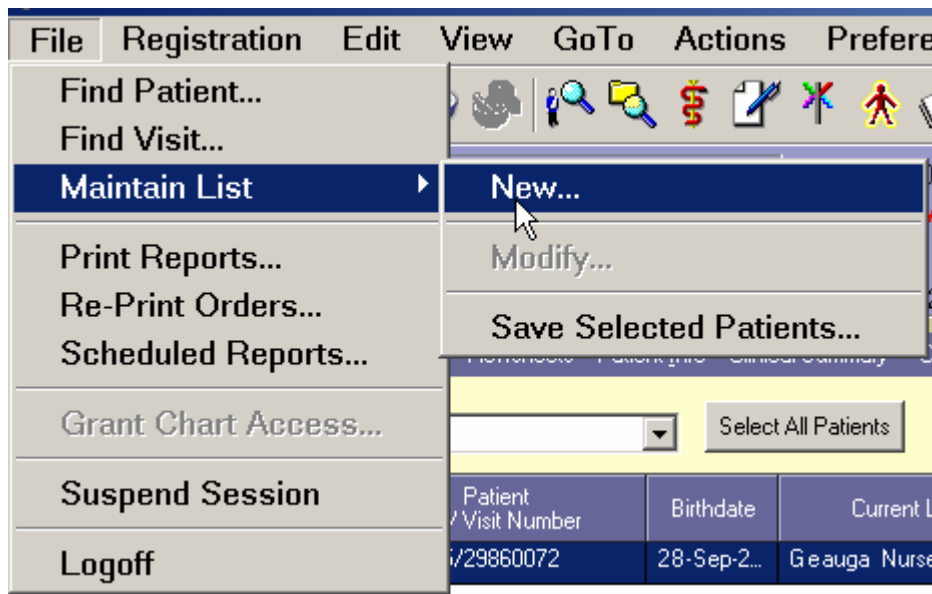 File Registration Edit View GoTo Actions
Find Patient...
Find Visit...
Maintain List
New...
Modify...
Save Selected Patients...
Print Reports...
Re-Print Orders...
Scheduled Reports...
Grant Chart Access...
Suspend Session
Logoff
Select All Patients
Patient
/ Visit Number
Birthdate
Current L
/29860072
28-Sep-2...
Geauga Nurse